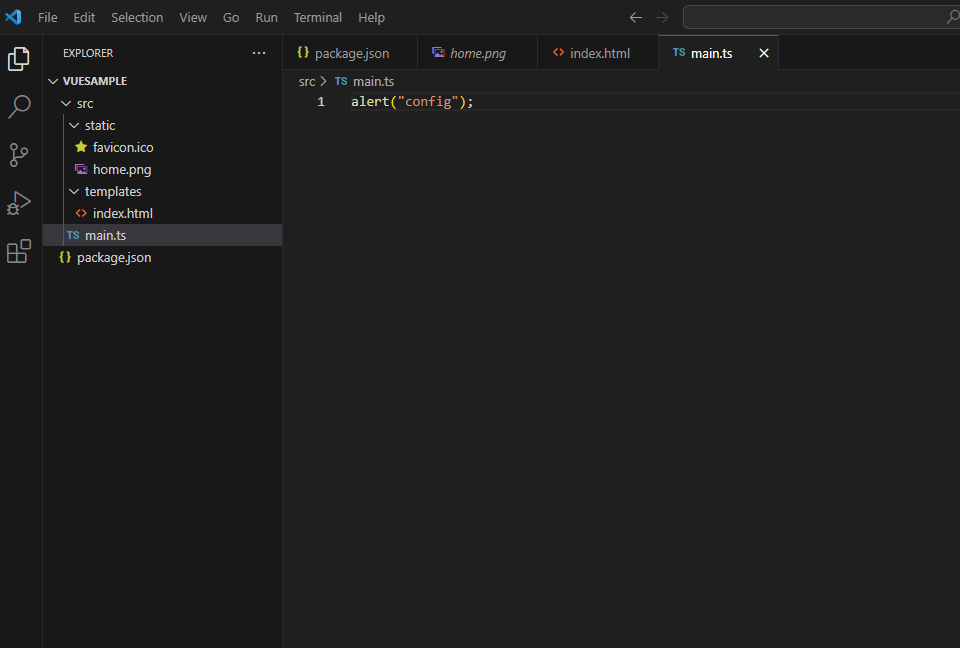 File Edit Selection View Go Run Terminal Help
EXPLORER ···
VUESAMPLE
src
static
favicon.ico
home.png
templates
index.html
TS main.ts
{} package.json
{} package.json home.png <> index.html TS main.ts
src > TS main.ts
1 alert("config");